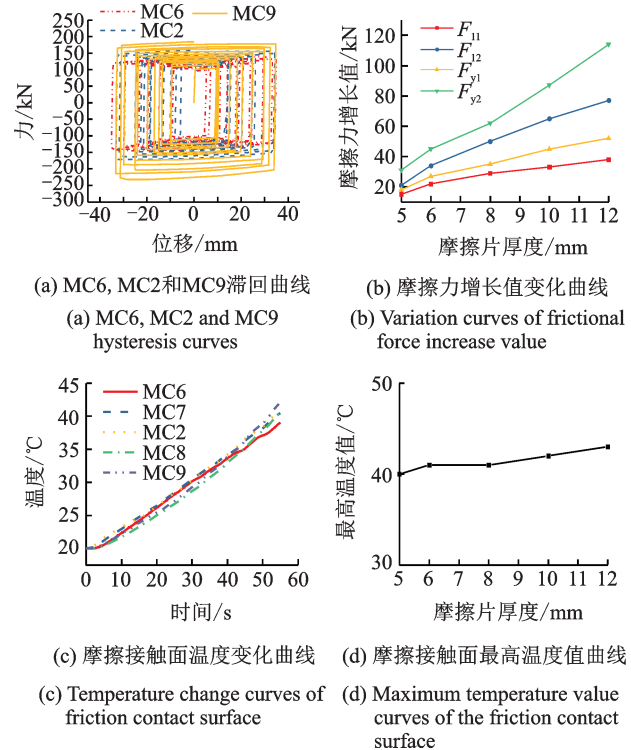 MC6
MC9
MC2
250
200
150
100
50
0
−50
−100
−150
−200
−250
−300
力/kN
−40
−20
0
20
40
位移/mm
(a) MC6, MC2和MC9滞回曲线
(a) MC6, MC2 and MC9
hysteresis curves
F11
F12
Fy1
Fy2
120
100
80
60
40
20
摩擦力增长值/kN
5
6
7
8
9
10
11
12
摩擦片厚度/mm
(b) 摩擦力增长值变化曲线
(b) Variation curves of frictional
force increase value
MC6
MC7
MC2
MC8
MC9
45
40
35
30
25
20
温度/℃
0
10
20
30
40
50
60
时间/s
(c) 摩擦接触面温度变化曲线
(c) Temperature change curves of
friction contact surface
50
40
30
最高温度值/℃
5
6
7
8
9
10
11
12
摩擦片厚度/mm
(d) 摩擦接触面最高温度值曲线
(d) Maximum temperature value
curves of the friction contact
surface